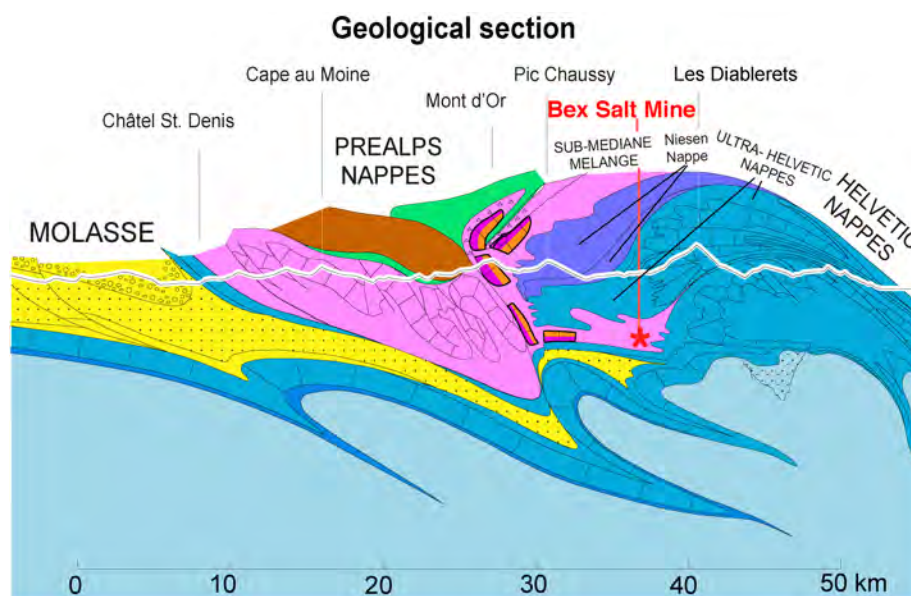 Geological section
Cape au Moine
Pic Chaussy
Les Diablerets
Mont d'Or
Bex Salt Mine
Châtel St. Denis
SUB-MEDIANE
MELANGE
Niesen
Nappe
ULTRA- HELVETIC
NAPPES
PREALPS
NAPPES
HELVETIC
NAPPES
MOLASSE
*
0 10 20 30 40 50 km